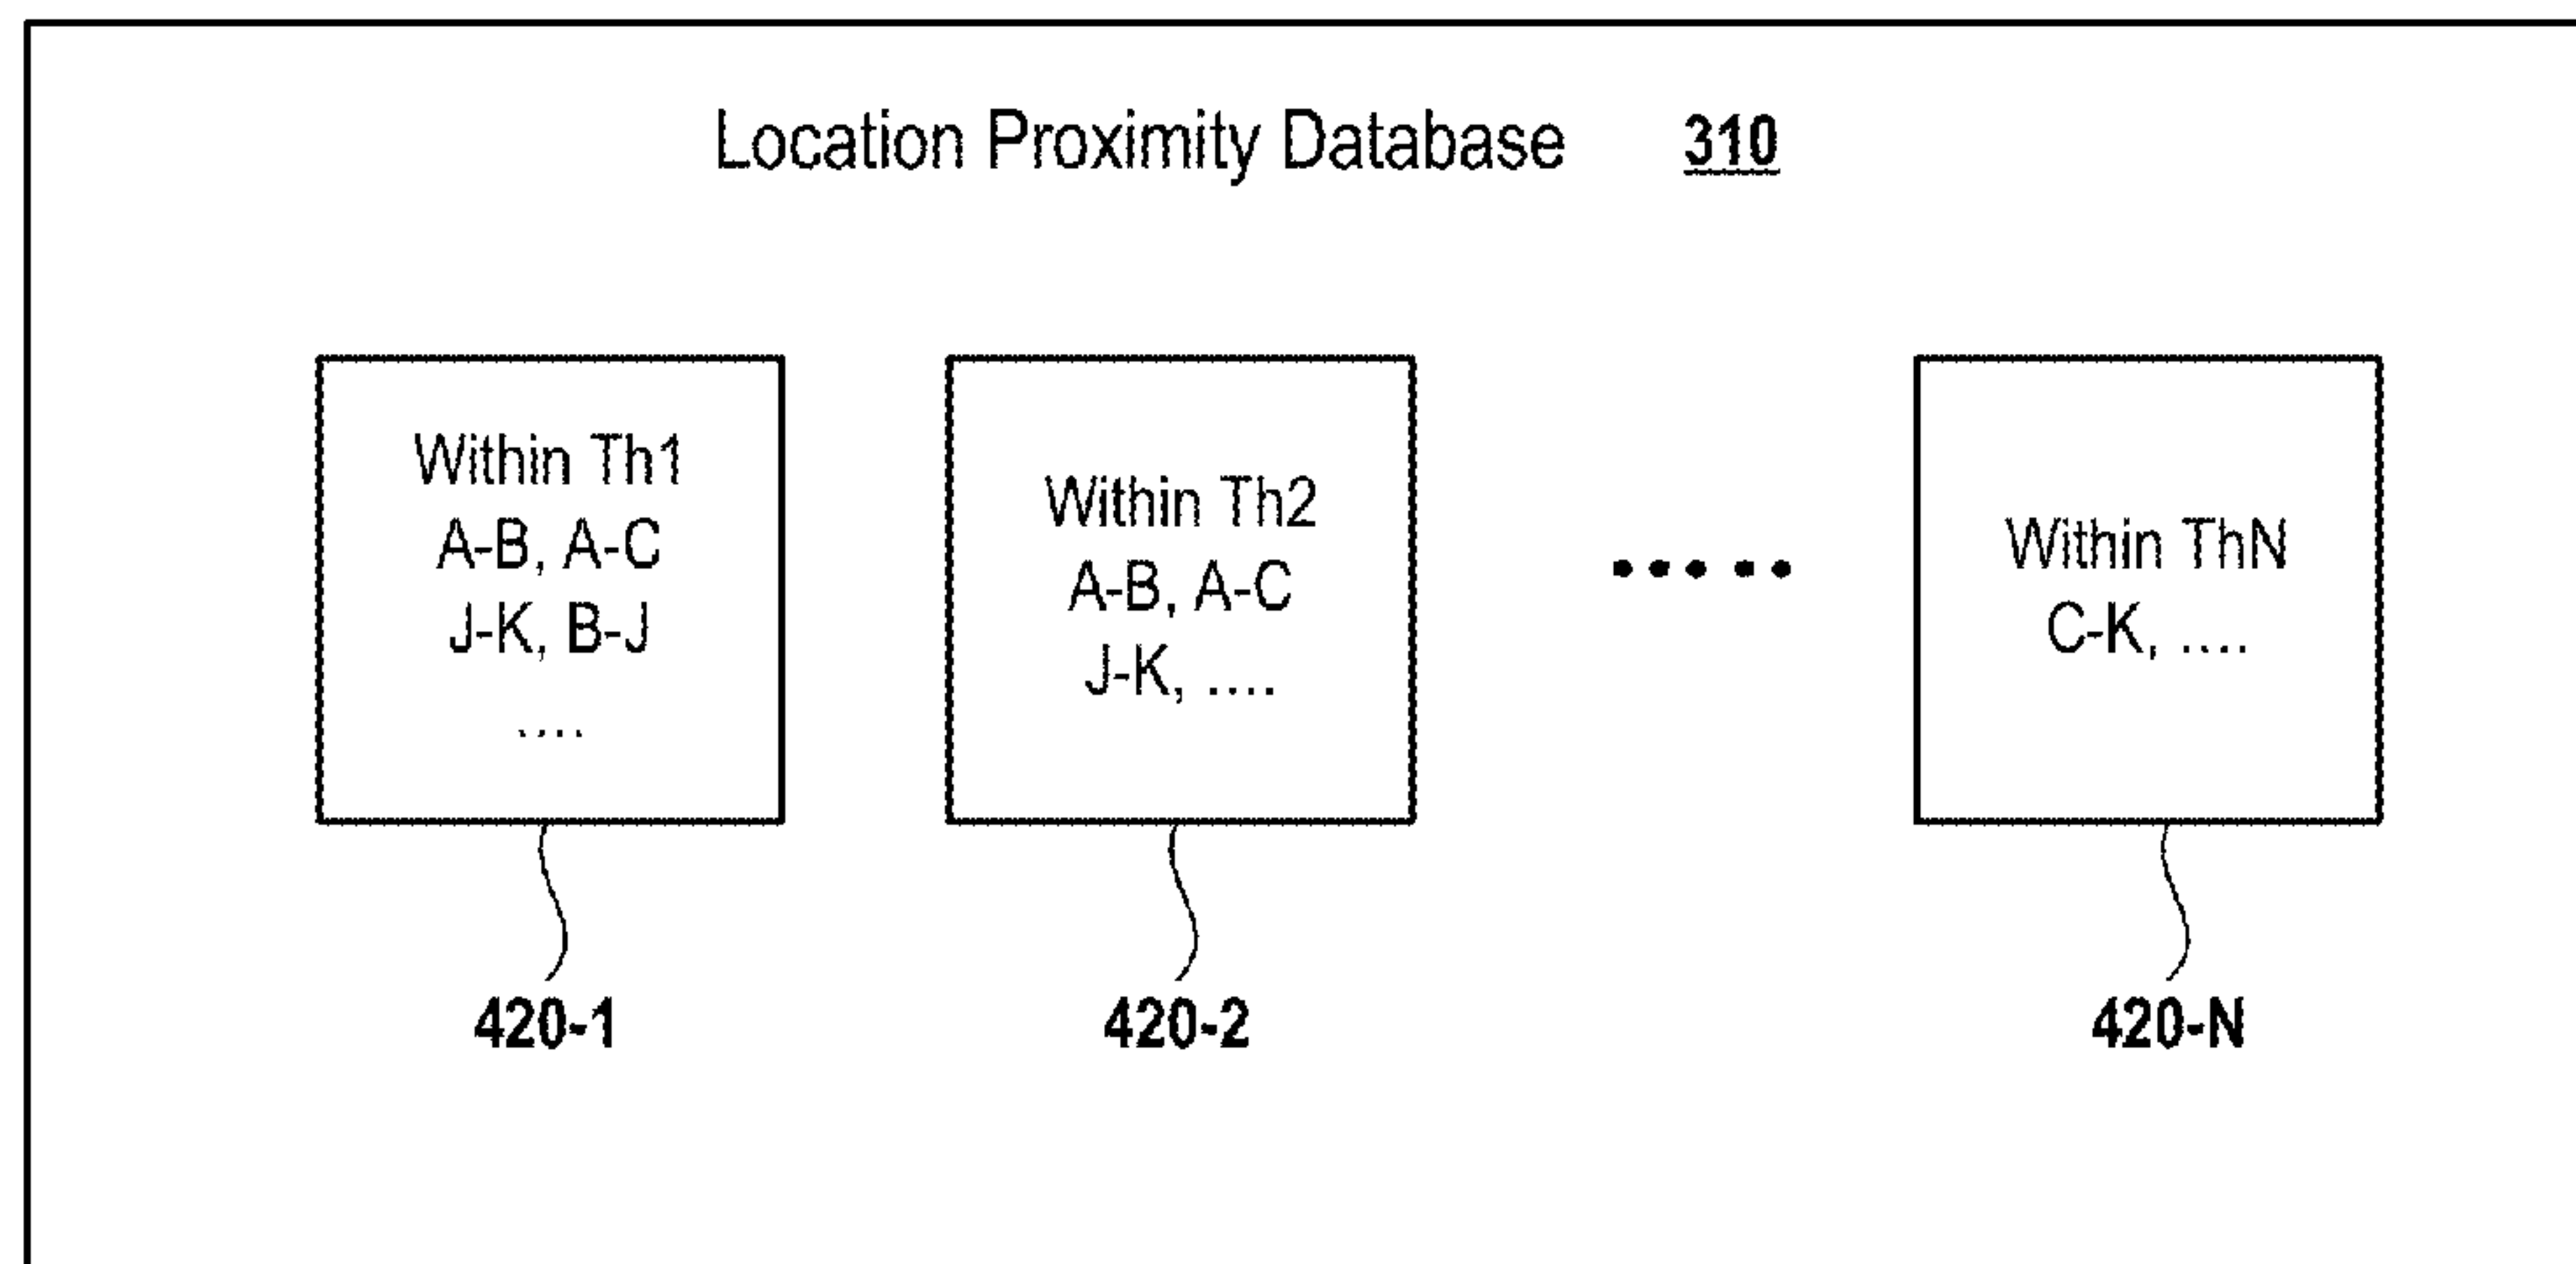 Location Proximity Database 310
Within Th1
A-B, A-C
J-K, B-J
....
Within Th2
A-B, A-C
J-K, ....
Within ThN
C-K, ....
420-1
420-2
420-N